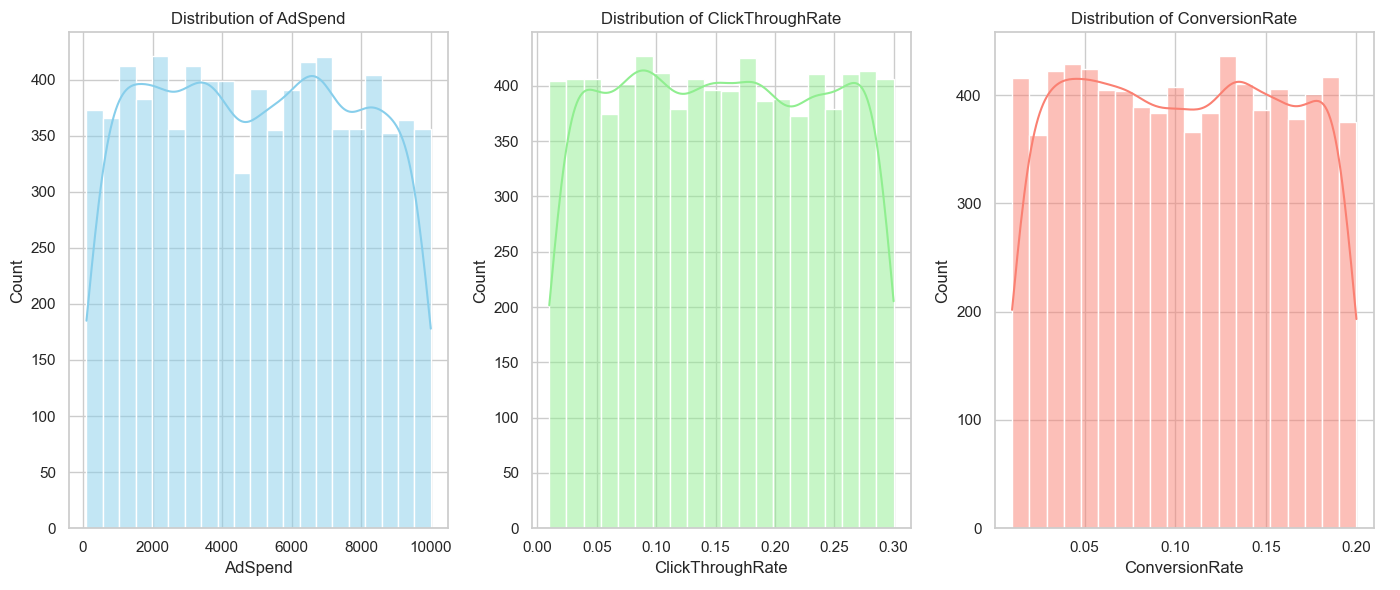 Distribution of AdSpend
400
350
300
250
200
150
100
50
0
Count
0 2000 4000 6000 8000 10000
AdSpend
Distribution of ClickThroughRate
400
350
300
250
200
150
100
50
0
Count
0.00 0.05 0.10 0.15 0.20 0.25 0.30
ClickThroughRate
Distribution of ConversionRate
400
300
200
100
0
Count
0.05 0.10 0.15 0.20
ConversionRate